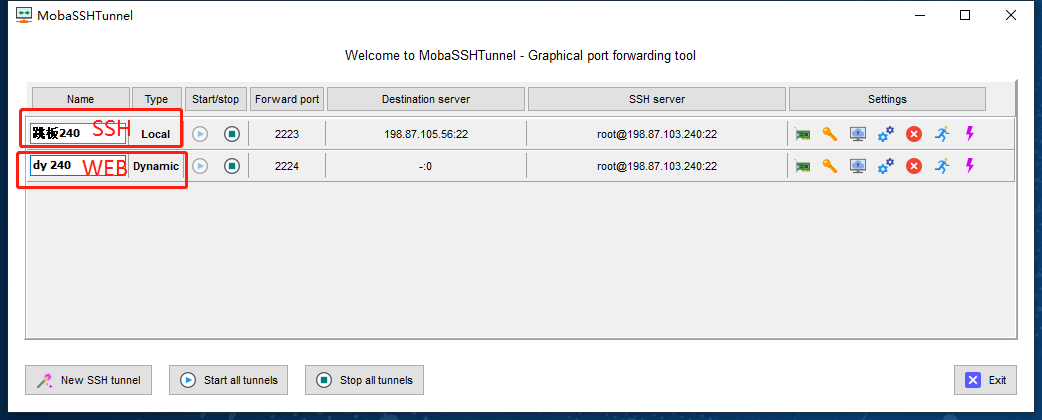 MobaSSHTunnel
Welcome to MobaSSHTunnel - Graphical port forwarding tool
Name Type Start/stop Forward port Destination server SSH server Settings
跳板240 SSH Local 2223 198.87.105.56:22 root@198.87.103.240:22
dy 240 WEB Dynamic 2224 -:0 root@198.87.103.240:22
New SSH tunnel Start all tunnels Stop all tunnels Exit